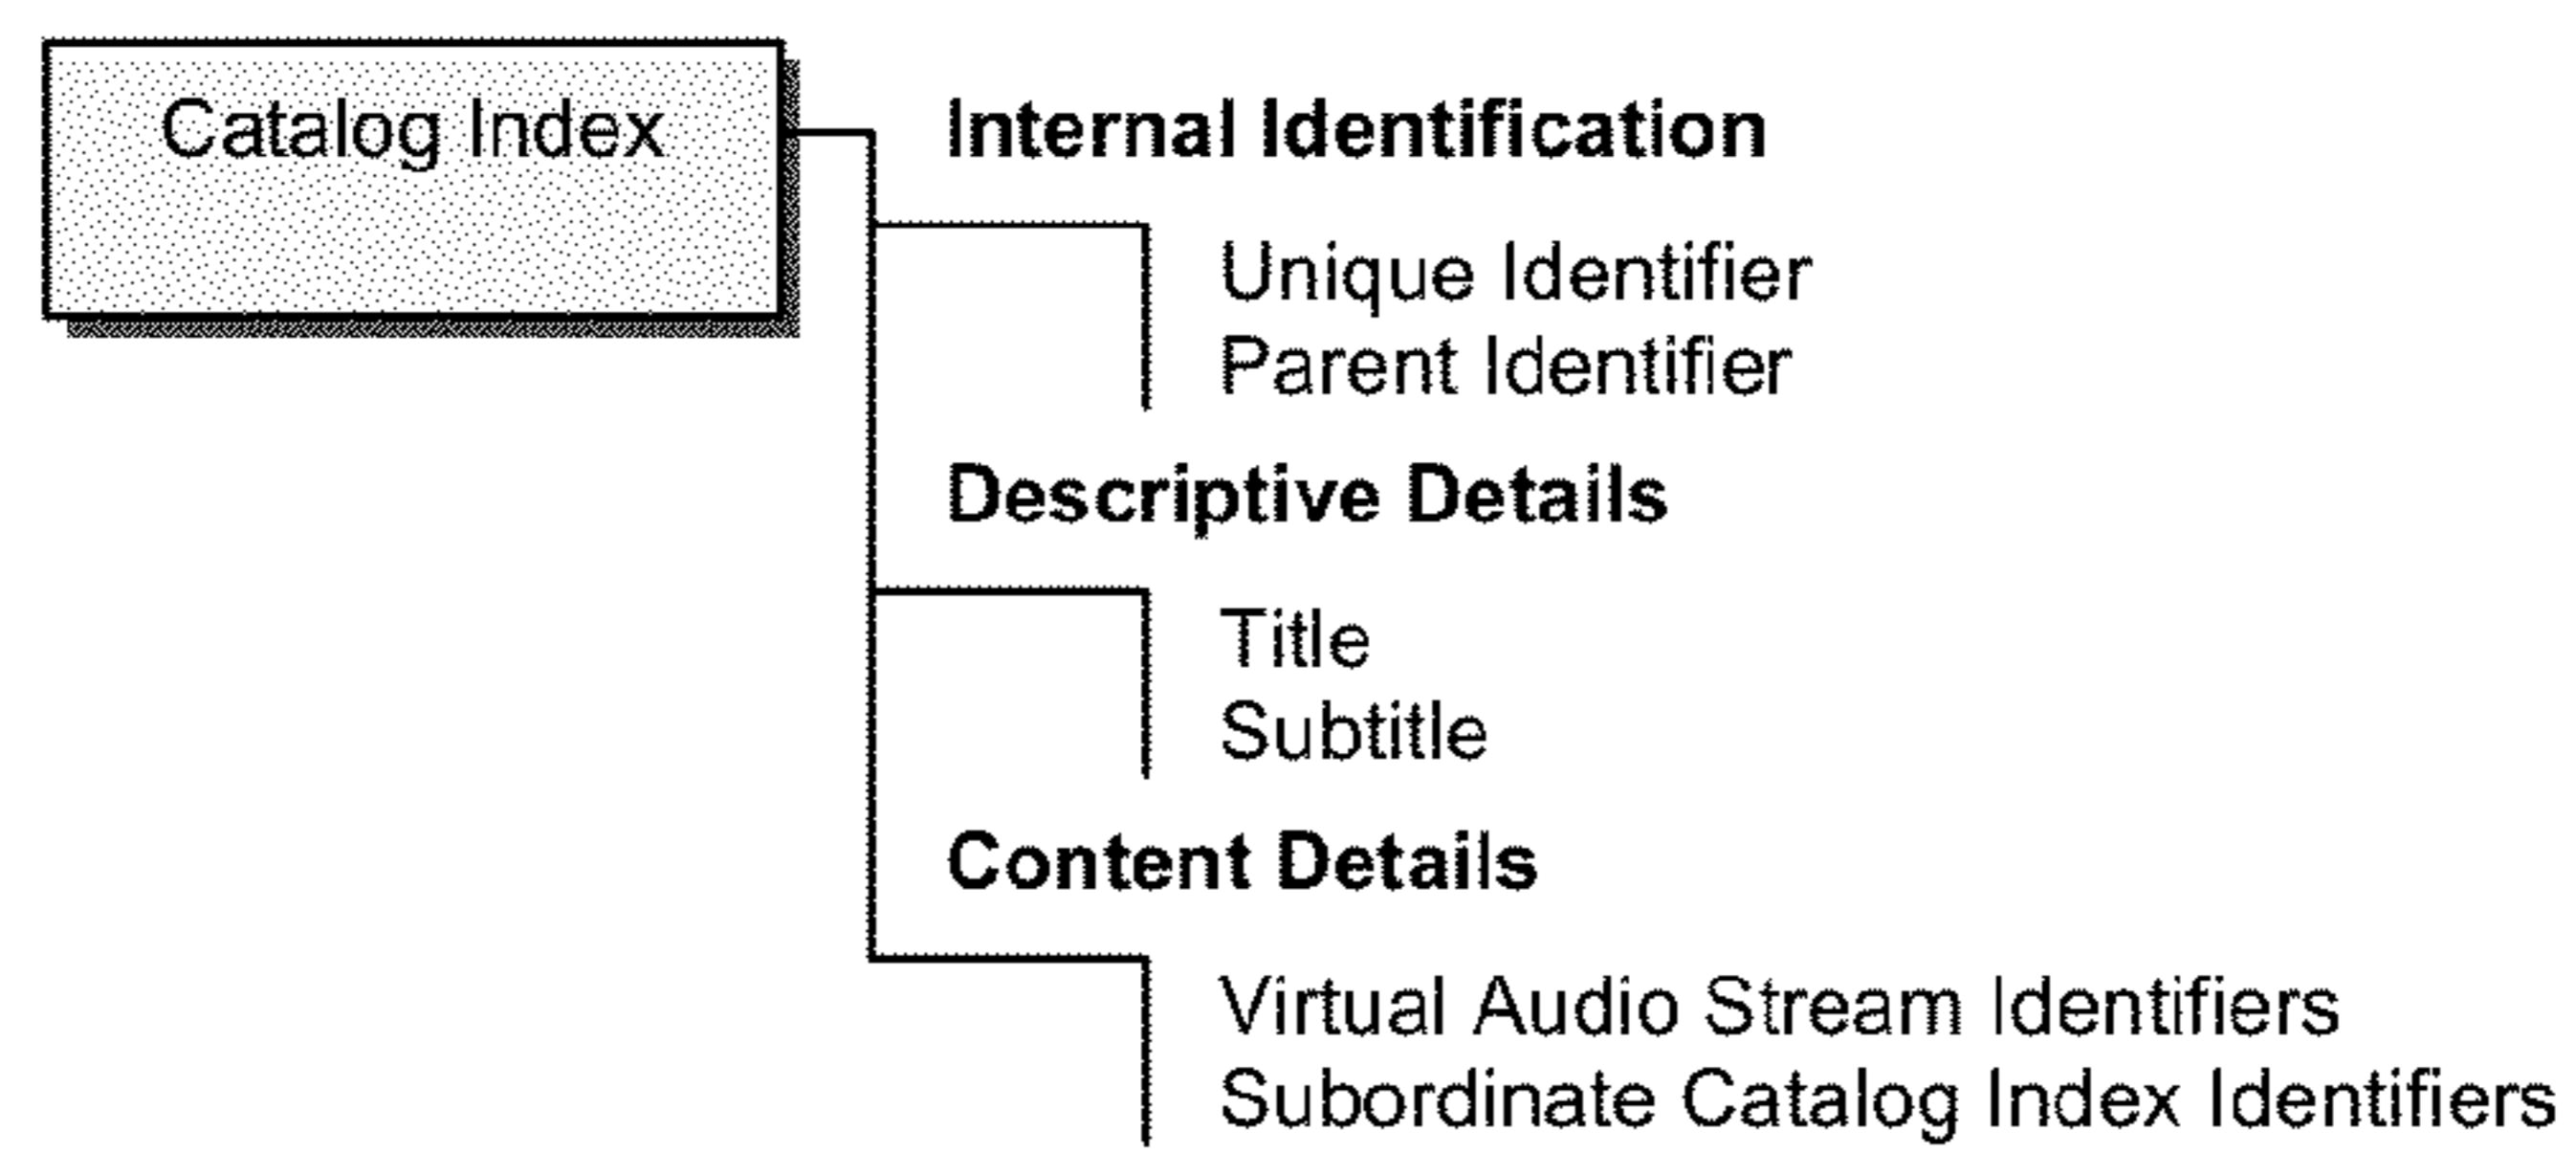 Catalog Index
Internal Identification
Unique Identifier
Parent Identifier
Descriptive Details
Title
Subtitle
Content Details
Virtual Audio Stream Identifiers
Subordinate Catalog Index Identifiers